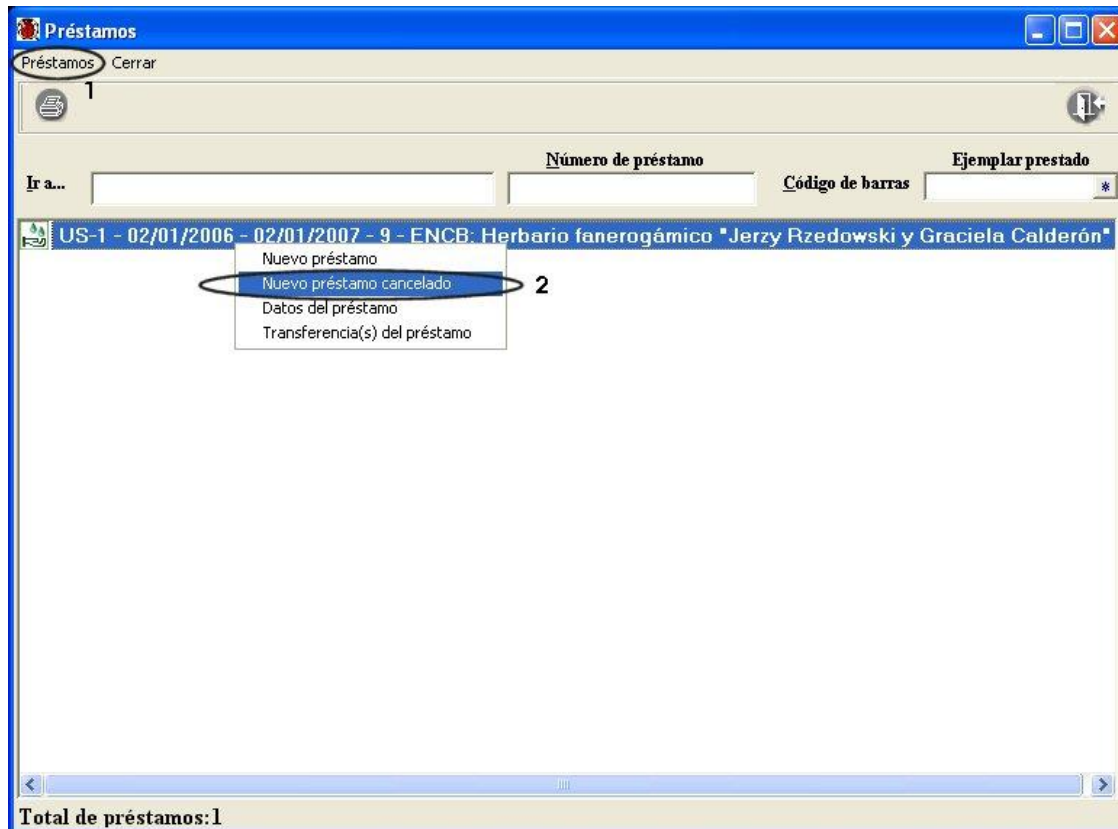 Préstamos
Préstamos Cerrar
1
Número de préstamo Ejemplar prestado
Ir a... Código de barras *
US-1 - 02/01/2006 - 02/01/2007 - 9 - ENCB: Herbario fanerogámico "Jerzy Rzedowski y Graciela Calderón"
Nuevo préstamo
Nuevo préstamo cancelado 2
Datos del préstamo
Transferencia(s) del préstamo
Total de préstamos:1